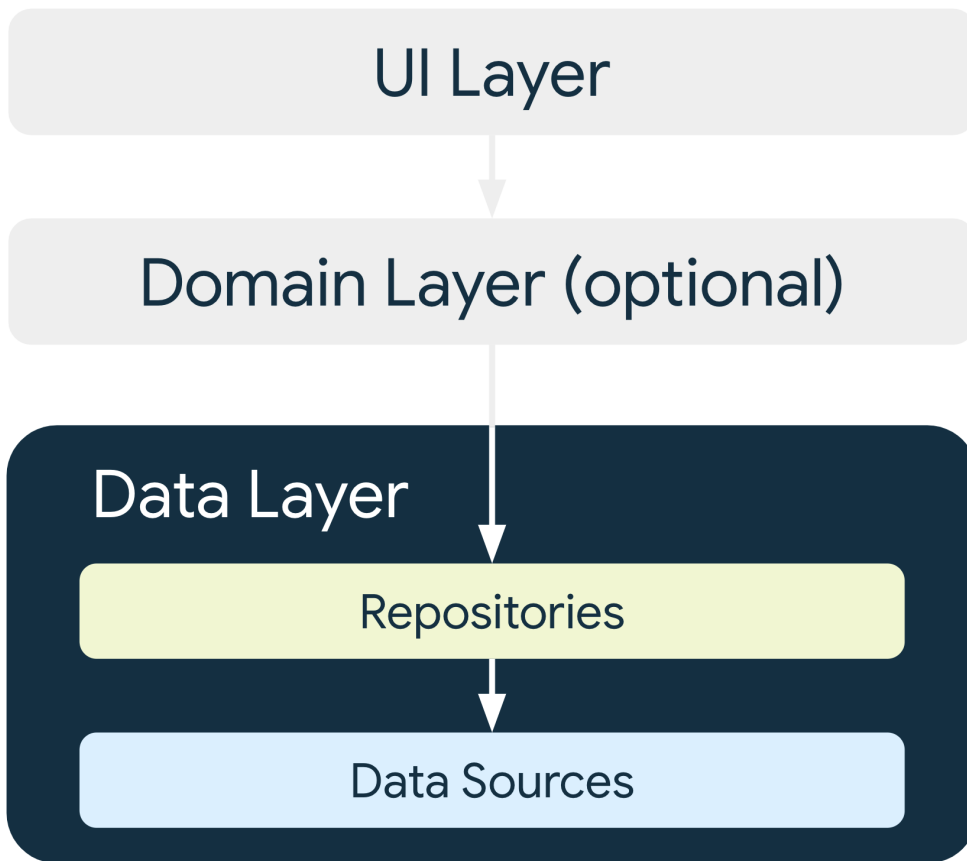 UI Layer
Domain Layer (optional)
Data Layer
Repositories
Data Sources